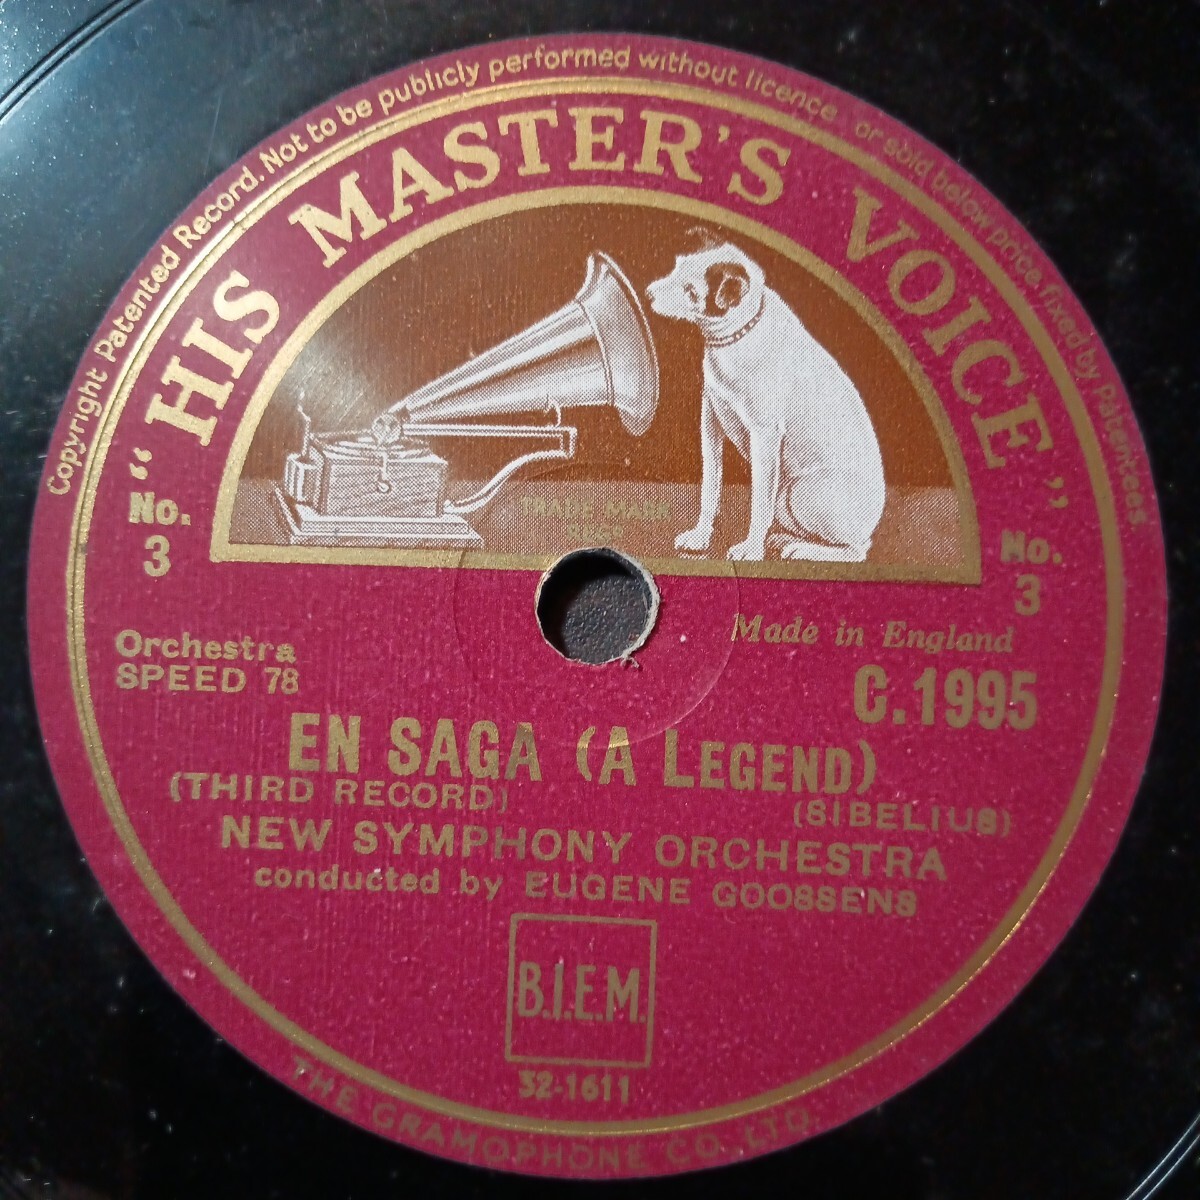 Copyright Patented Record. Not to be publicly performed without licence or sold below price fixed by Patentees
"HIS MASTER'S VOICE"
TRADE MARK
No. 3
No. 3
Made in England
Orchestra
SPEED 78
C.1995
EN SAGA (A LEGEND)
(THIRD RECORD)
(SIBELIUS)
NEW SYMPHONY ORCHESTRA
conducted by EUGENE GOOSSENS
B.I.E.M.
32-1611
THE GRAMOPHONE CO. LTD.